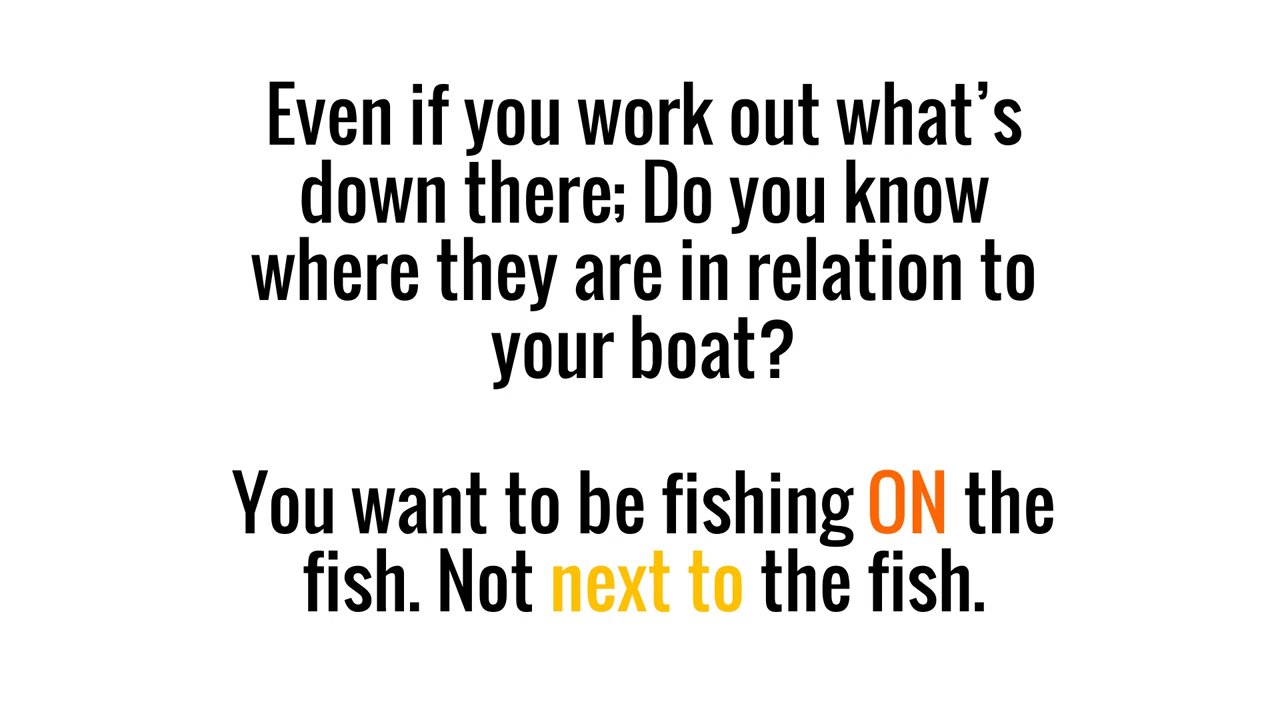 Even if you work out what’s
down there; Do you know
where they are in relation to
your boat?
You want to be fishing ON the
fish. Not next to the fish.